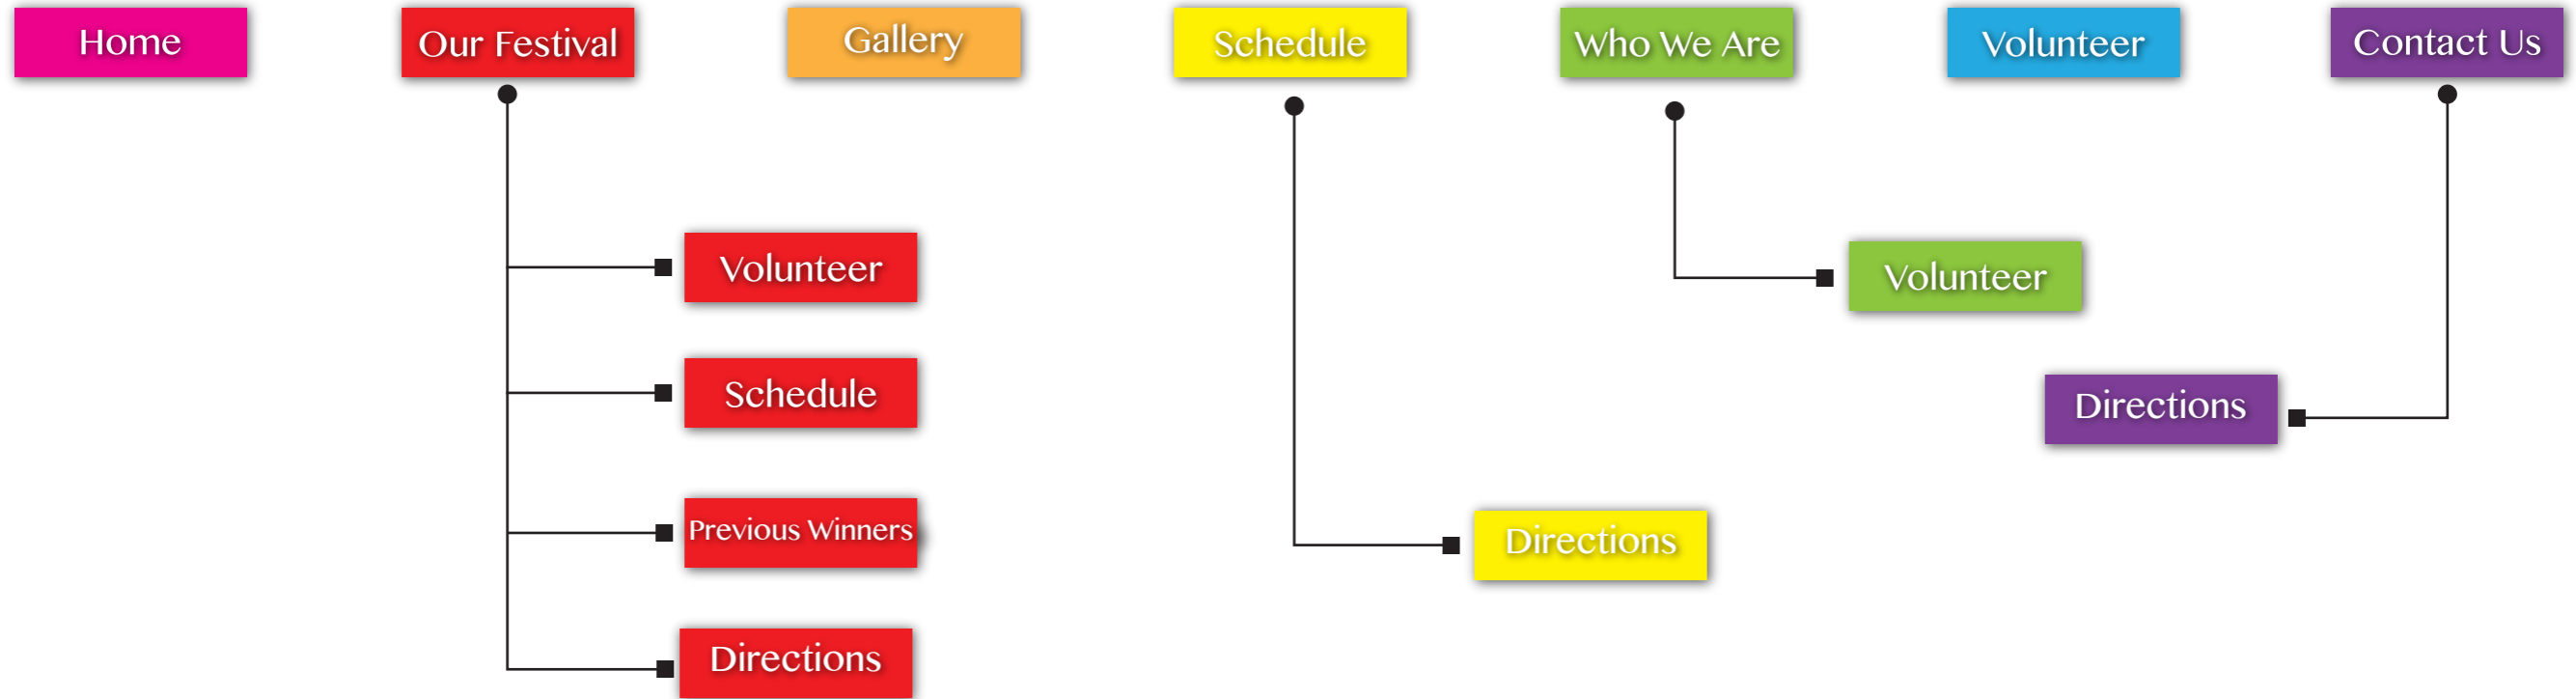 Home
Our Festival
Gallery
Schedule
Who We Are
Volunteer
Contact Us
Volunteer
Schedule
Previous Winners
Directions
Directions
Volunteer
Directions